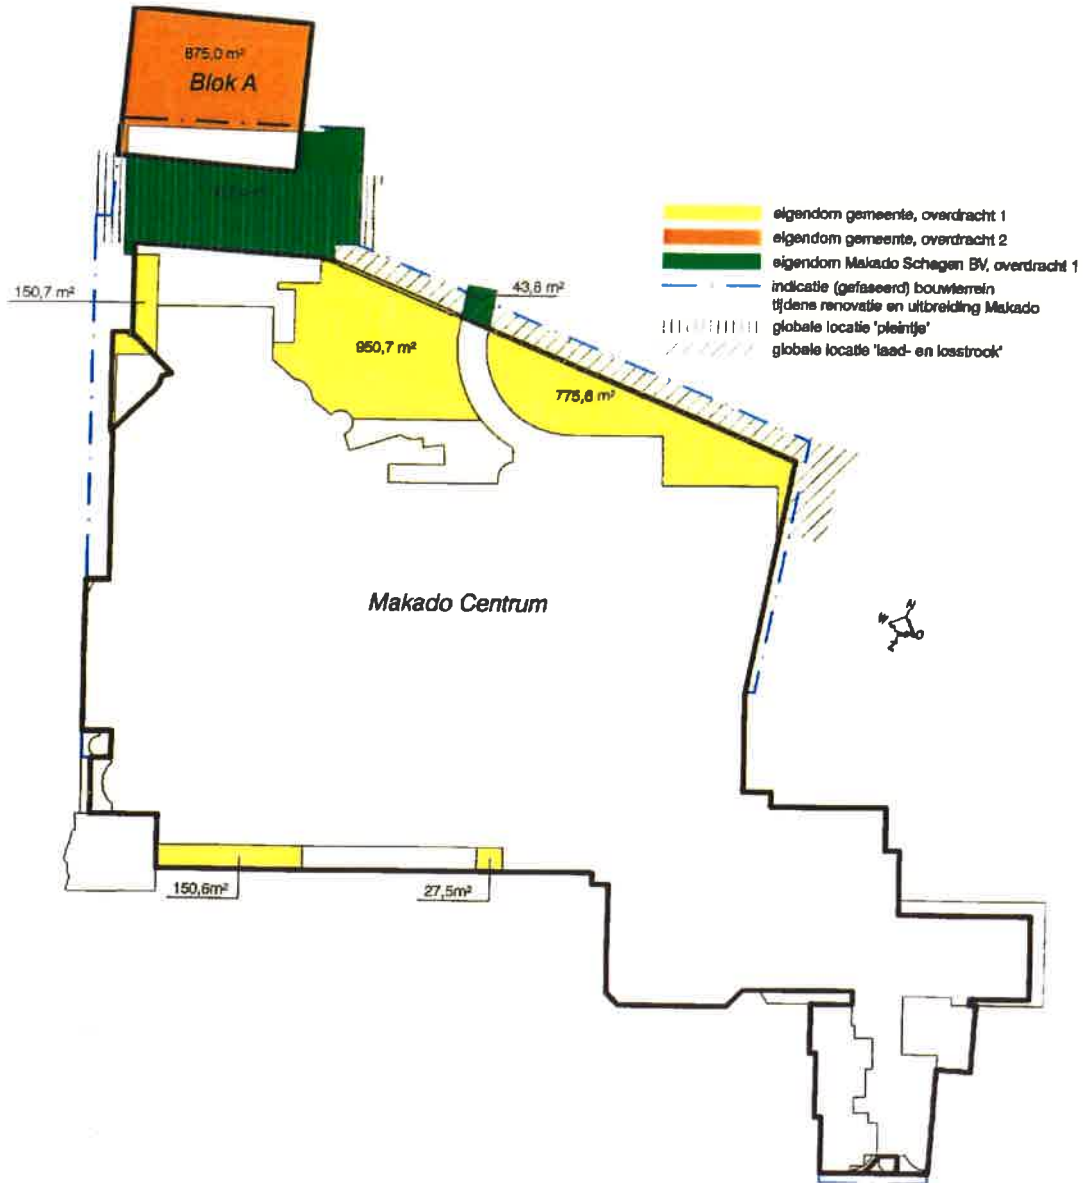 875,0 m²
Blok A
eigendom gemeente, overdracht 1
eigendom gemeente, overdracht 2
eigendom Makado Schagen BV, overdracht 1
indicatie (gefaseerd) bouwterrein
tijdens renovatie en uitbreiding Makado
globale locatie 'pleintje'
globale locatie 'laad- en losstrook'
150,7 m²
43,8 m²
950,7 m²
775,6 m²
Makado Centrum
N
W
O
Z
150,6m²
27,5m²